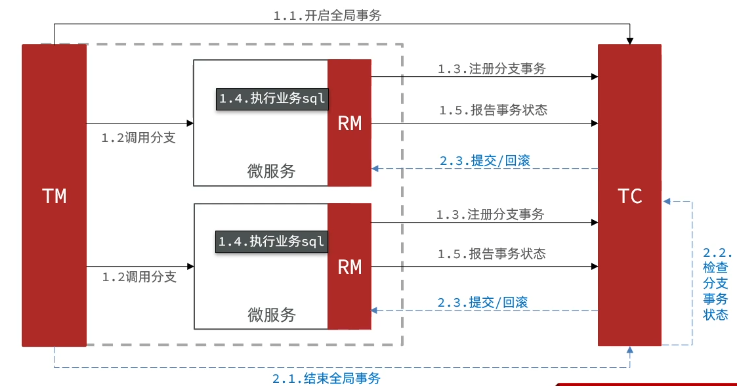 1.1.开启全局事务
TM
1.2调用分支
1.4.执行业务sql
RM
微服务
1.3.注册分支事务
1.5.报告事务状态
2.3.提交/回滚
TC
1.2调用分支
1.4.执行业务sql
RM
微服务
1.3.注册分支事务
1.5.报告事务状态
2.3.提交/回滚
2.2.
检查
分支
事务
状态
2.1.结束全局事务